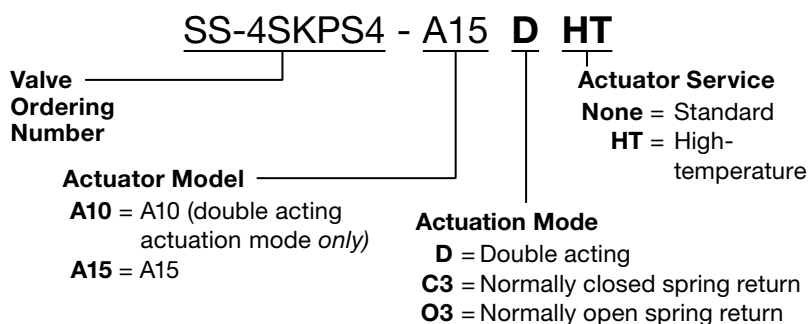 SS-4SKPS4 - A15 D HT
Valve
Ordering
Number
Actuator Service
None = Standard
HT = High-
temperature
Actuator Model
A10 = A10 (double acting
actuation mode only)
A15 = A15
Actuation Mode
D = Double acting
C3 = Normally closed spring return
O3 = Normally open spring return